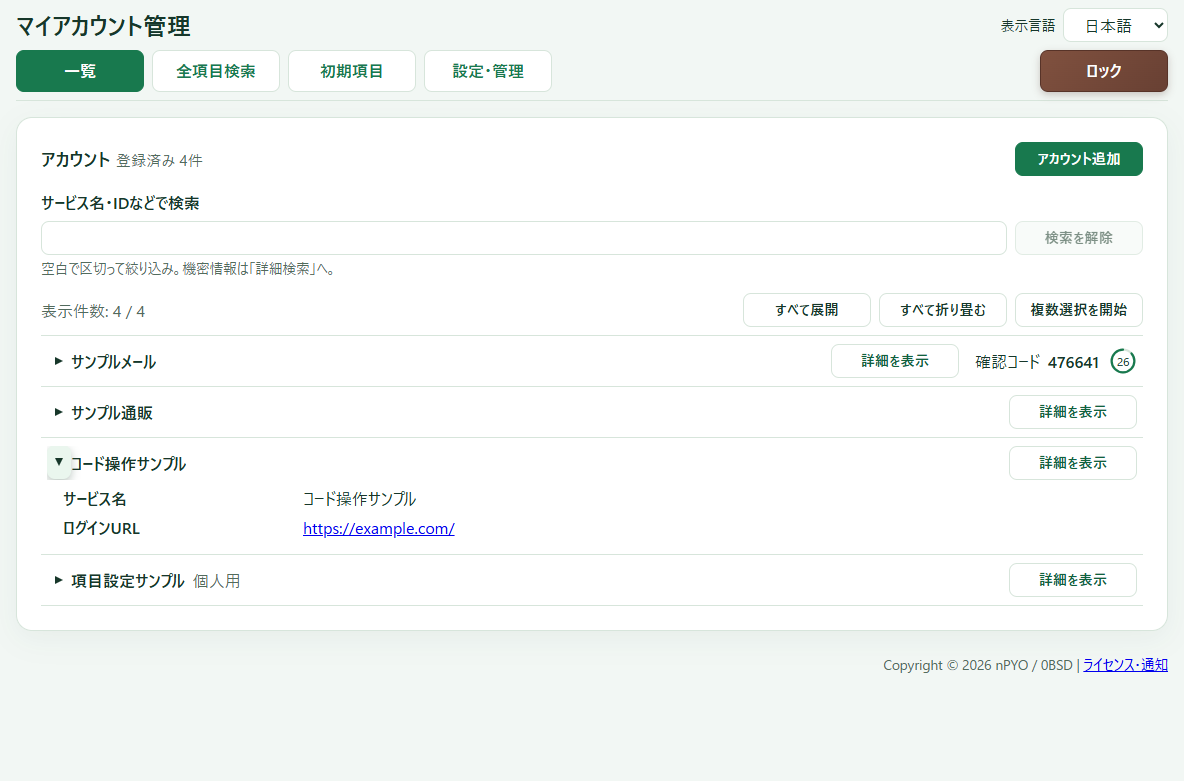 マイアカウント管理
表示言語 日本語
一覧 全項目検索 初期項目 設定・管理 ロック
アカウント 登録済み 4件 アカウント追加
サービス名・IDなどで検索
検索を解除
空白で区切って絞り込み。機密情報は「詳細検索」へ。
表示件数: 4 / 4 すべて展開 すべて折り畳む 複数選択を開始
▶ サンプルメール 詳細を表示 確認コード 476641 26
▶ サンプル通販 詳細を表示
▼ コード操作サンプル 詳細を表示
サービス名 コード操作サンプル
ログインURL https://example.com/
▶ 項目設定サンプル 個人用 詳細を表示
Copyright © 2026 nPYO / 0BSD | ライセンス・通知